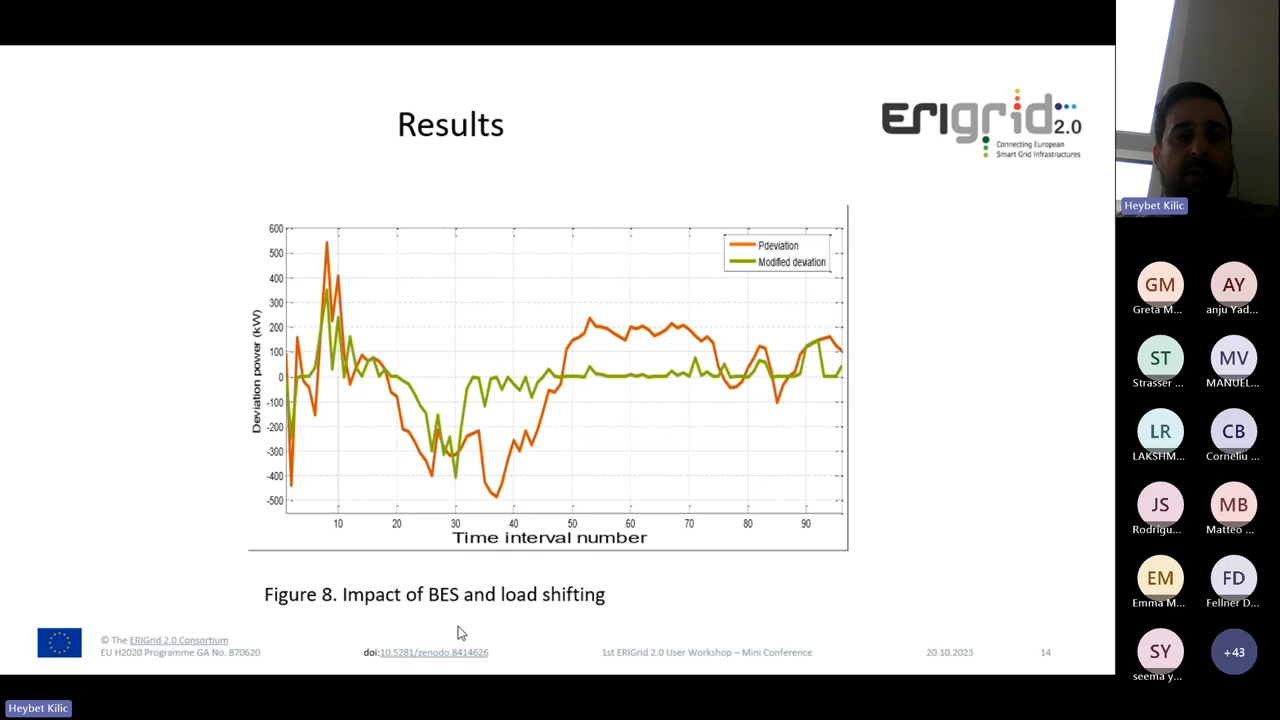 Results
ERIgrid 2.0
Connecting European
Smart Grid Infrastructures
600
500
400
300
200
100
0
-100
-200
-300
-400
-500
Deviation power (kW)
Pdeviation
Modified deviation
10 20 30 40 50 60 70 80 90
Time interval number
Figure 8. Impact of BES and load shifting
© The ERIGrid 2.0 Consortium
EU H2020 Programme GA No. 870620
doi:10.5281/zenodo.8414626
1st ERIGrid 2.0 User Workshop – Mini Conference
20.10.2023
14
Heybet Kilic
GM
Greta M...
AY
anju Yad...
ST
Strasser ...
MV
MANUEL...
LR
LAKSHM...
CB
Corneliu ...
JS
Rodrigu...
MB
Matteo ...
EM
Emma M...
FD
Fellner D...
SY
seema y...
+43
Heybet Kilic